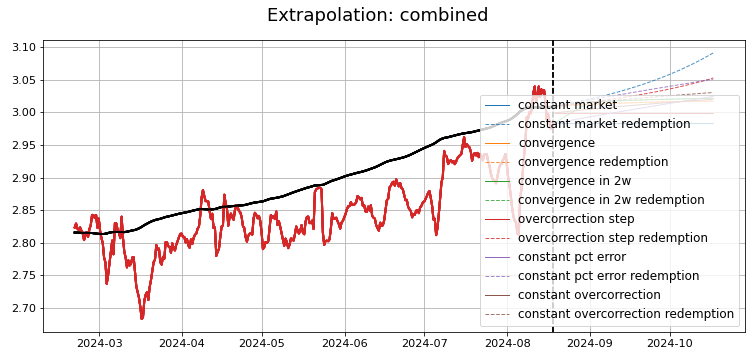 Extrapolation: combined
3.10
3.05
3.00
2.95
2.90
2.85
2.80
2.75
2.70
constant market
constant market redemption
convergence
convergence redemption
convergence in 2w
convergence in 2w redemption
overcorrection step
overcorrection step redemption
constant pct error
constant pct error redemption
constant overcorrection
constant overcorrection redemption
2024-03 2024-04 2024-05 2024-06 2024-07 2024-08 2024-09 2024-10